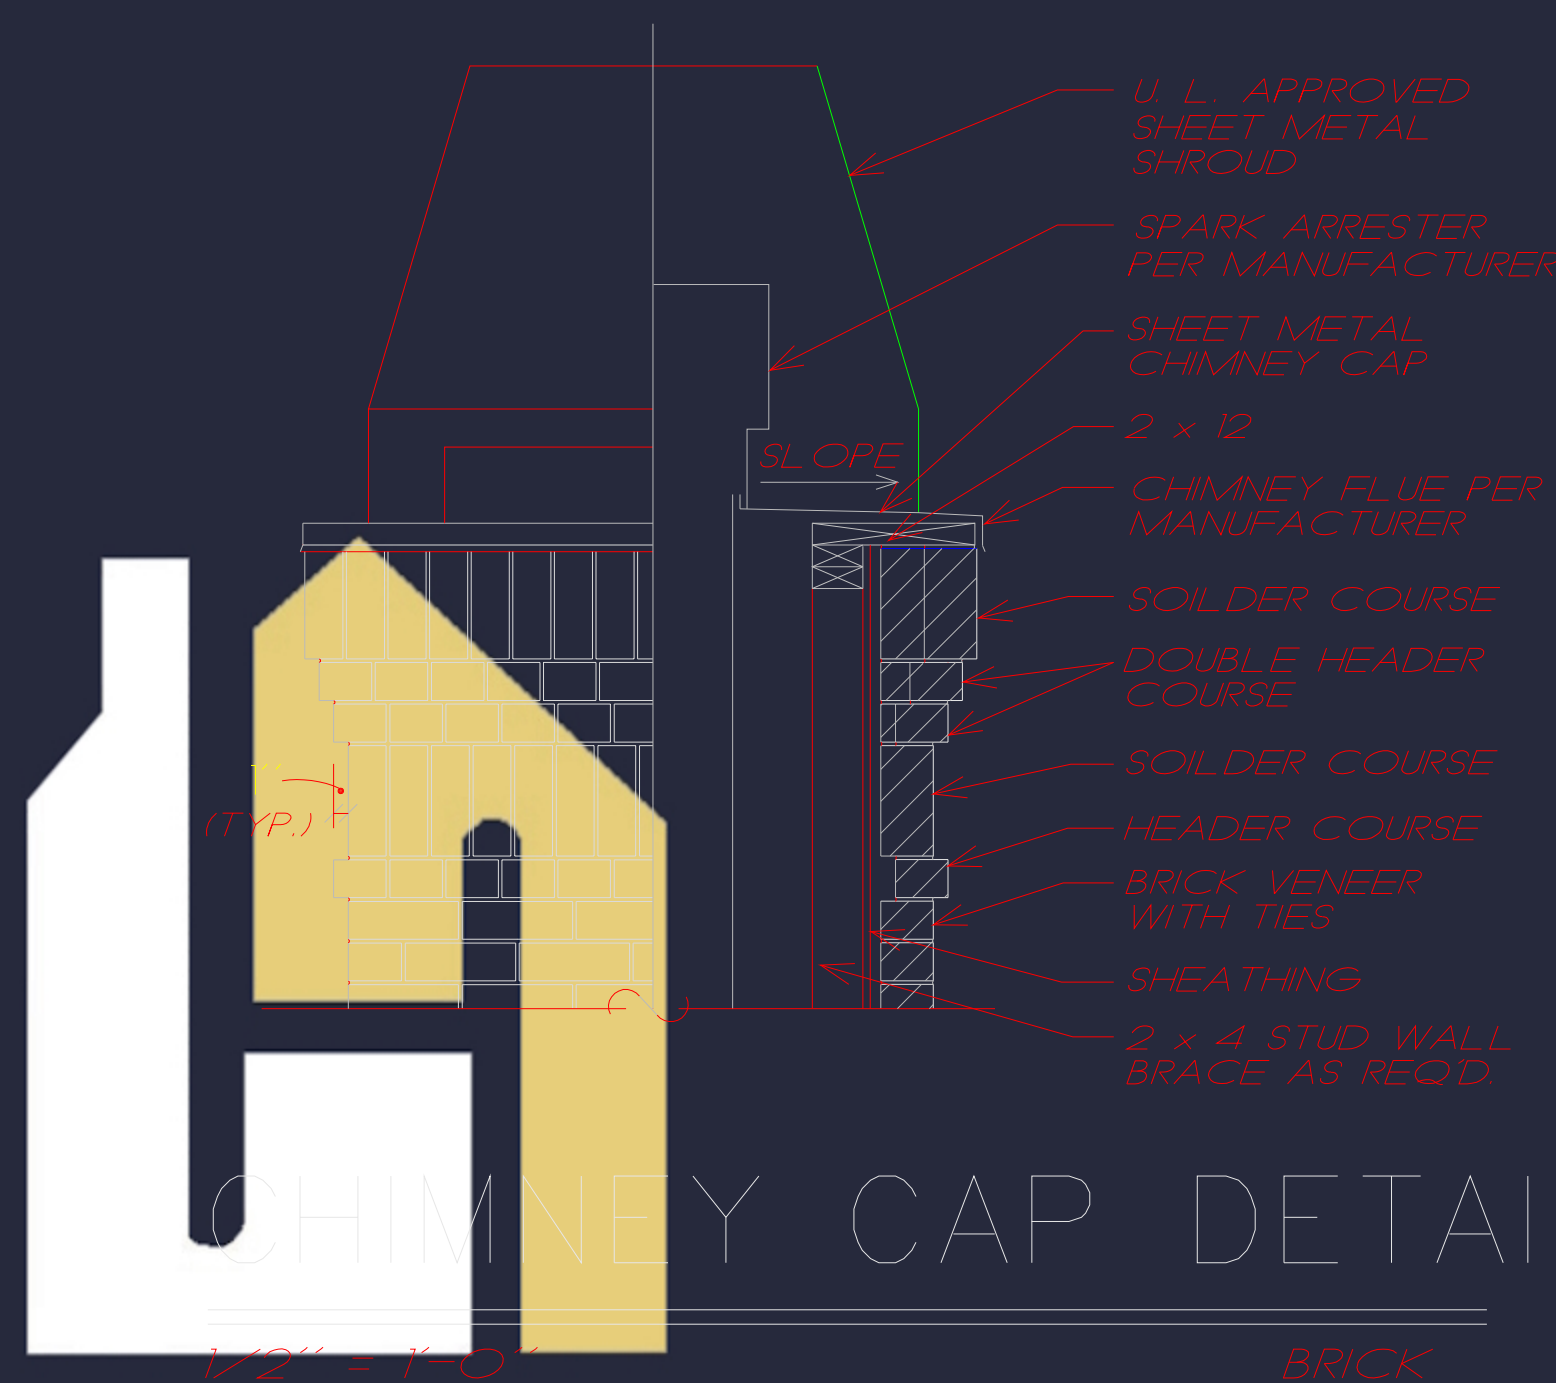 U. L. APPROVED
SHEET METAL
SHROUD
SPARK ARRESTER
PER MANUFACTURER
SHEET METAL
CHIMNEY CAP
2 x 12
SLOPE
CHIMNEY FLUE PER
MANUFACTURER
SOILDER COURSE
DOUBLE HEADER
COURSE
SOILDER COURSE
1"
(TYP.)
HEADER COURSE
BRICK VENEER
WITH TIES
SHEATHING
2 x 4 STUD WALL
BRACE AS REQ'D.
CHIMNEY CAP DETAI
1/2" = 1'-0"
BRICK